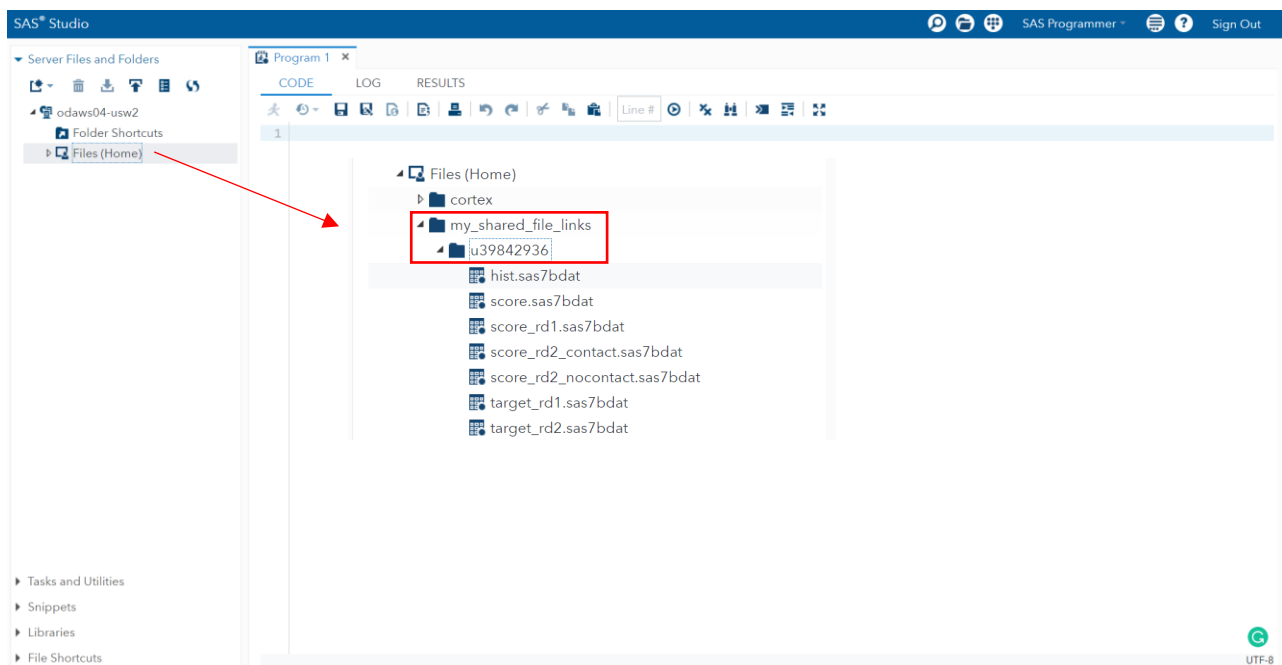 SAS® Studio
SAS Programmer
Sign Out
Server Files and Folders
odaws04-usw2
Folder Shortcuts
Files (Home)
Program 1
CODE LOG RESULTS
Line #
1
Files (Home)
cortex
my_shared_file_links
u39842936
hist.sas7bdat
score.sas7bdat
score_rd1.sas7bdat
score_rd2_contact.sas7bdat
score_rd2_nocontact.sas7bdat
target_rd1.sas7bdat
target_rd2.sas7bdat
Tasks and Utilities
Snippets
Libraries
File Shortcuts
UTF-8